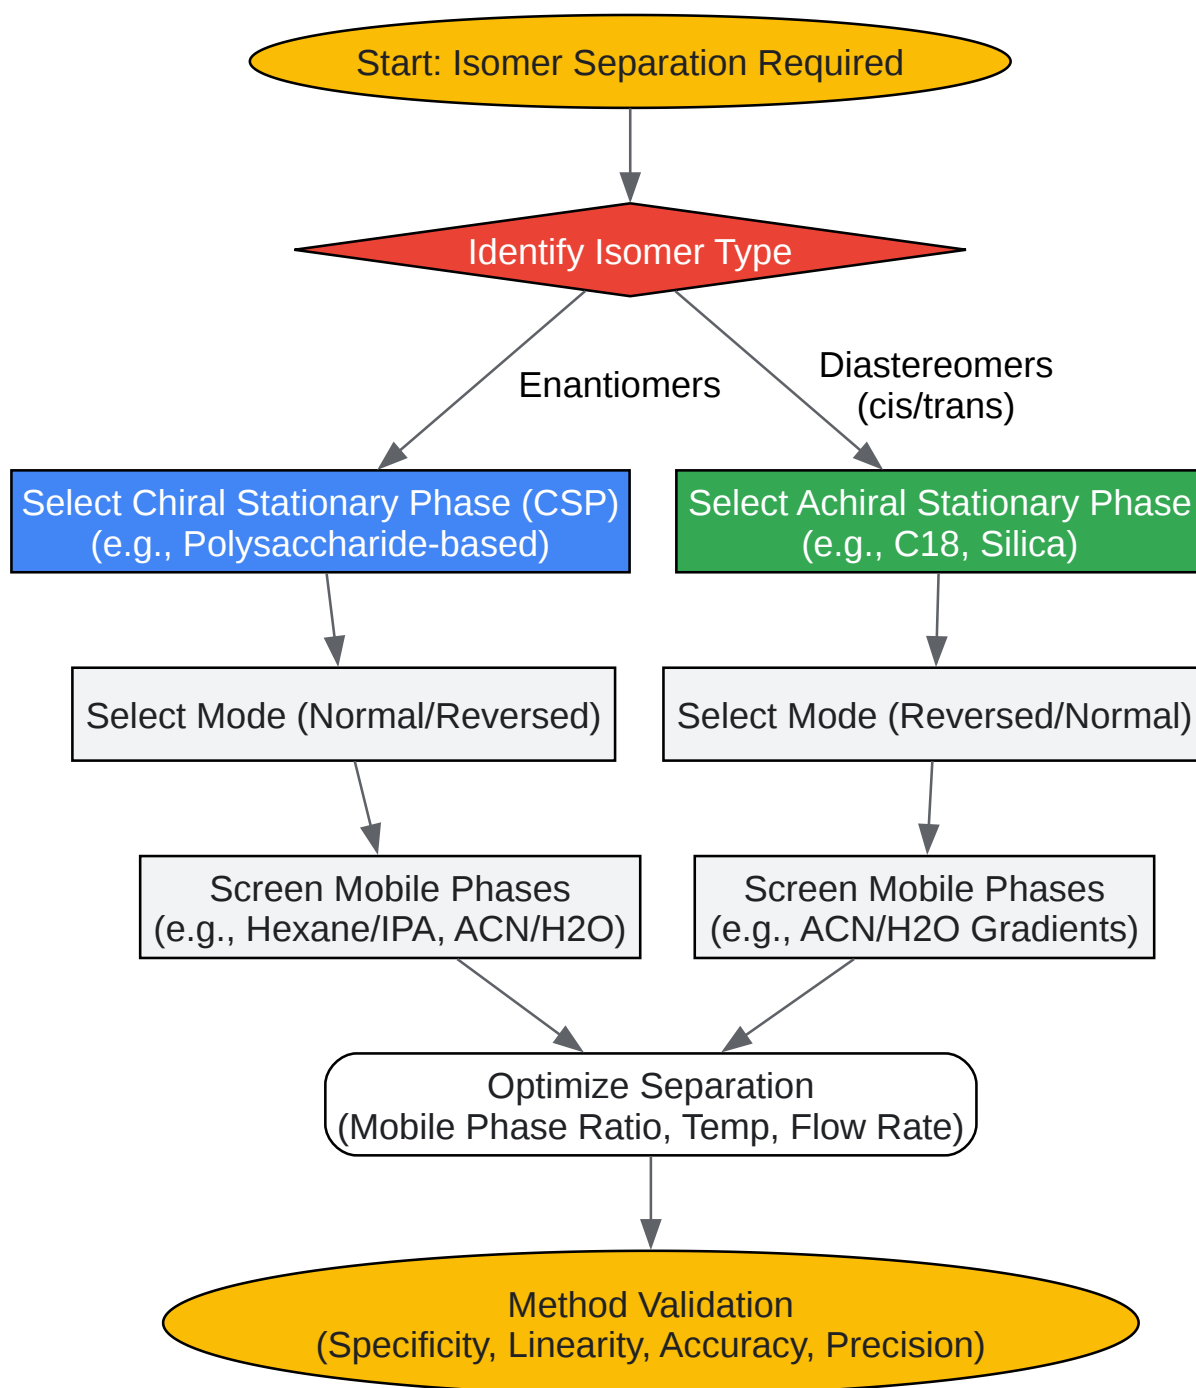 Start: Isomer Separation Required
Identify Isomer Type
Enantiomers
Diastereomers
(cis/trans)
Select Chiral Stationary Phase (CSP)
(e.g., Polysaccharide-based)
Select Achiral Stationary Phase
(e.g., C18, Silica)
Select Mode (Normal/Reversed)
Select Mode (Reversed/Normal)
Screen Mobile Phases
(e.g., Hexane/IPA, ACN/H2O)
Screen Mobile Phases
(e.g., ACN/H2O Gradients)
Optimize Separation
(Mobile Phase Ratio, Temp, Flow Rate)
Method Validation
(Specificity, Linearity, Accuracy, Precision)